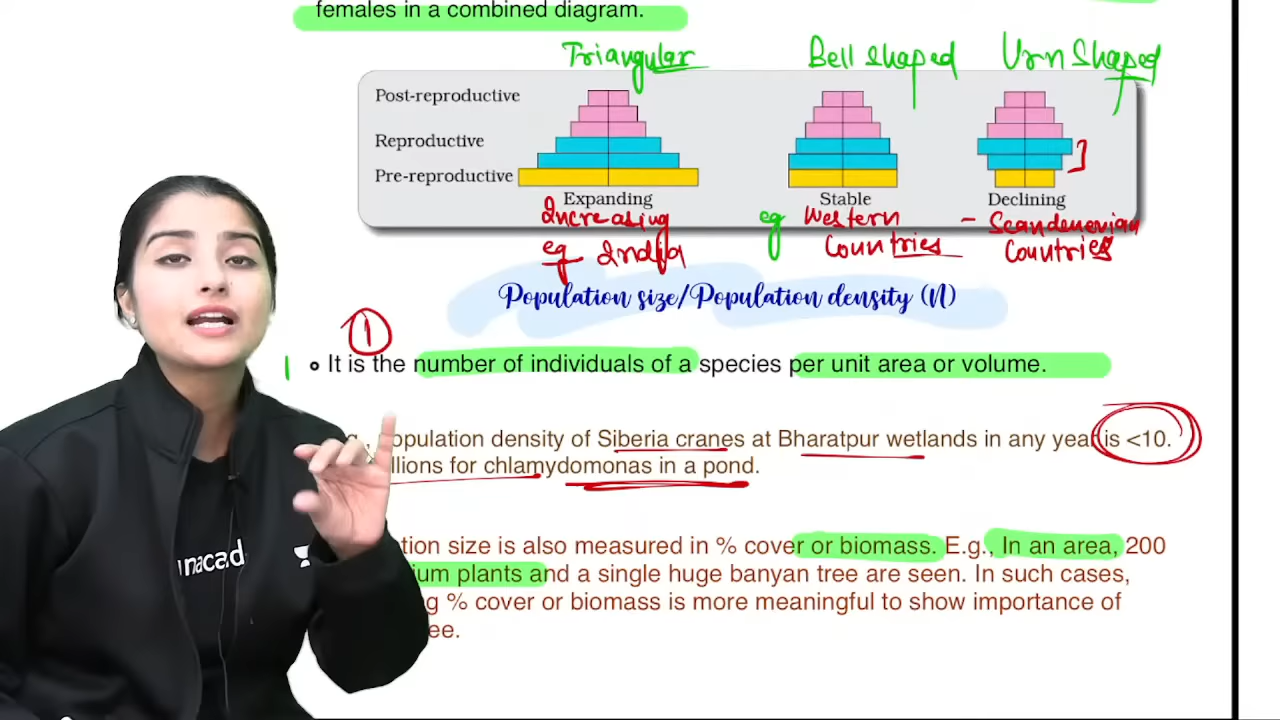 females in a combined diagram.
Triangular Bell shaped Urn Shaped
Post-reproductive
Reproductive
Pre-reproductive
Expanding Stable Declining
Increasing eg Western - Scandenevian
eg India Countries Countries
Population size/Population density (N)
1
It is the number of individuals of a species per unit area or volume.
population density of Siberia cranes at Bharatpur wetlands in any year is <10.
llions for chlamydomonas in a pond.
tion size is also measured in % cover or biomass. E.g., In an area, 200
ium plants and a single huge banyan tree are seen. In such cases,
g % cover or biomass is more meaningful to show importance of
ee.
unacad